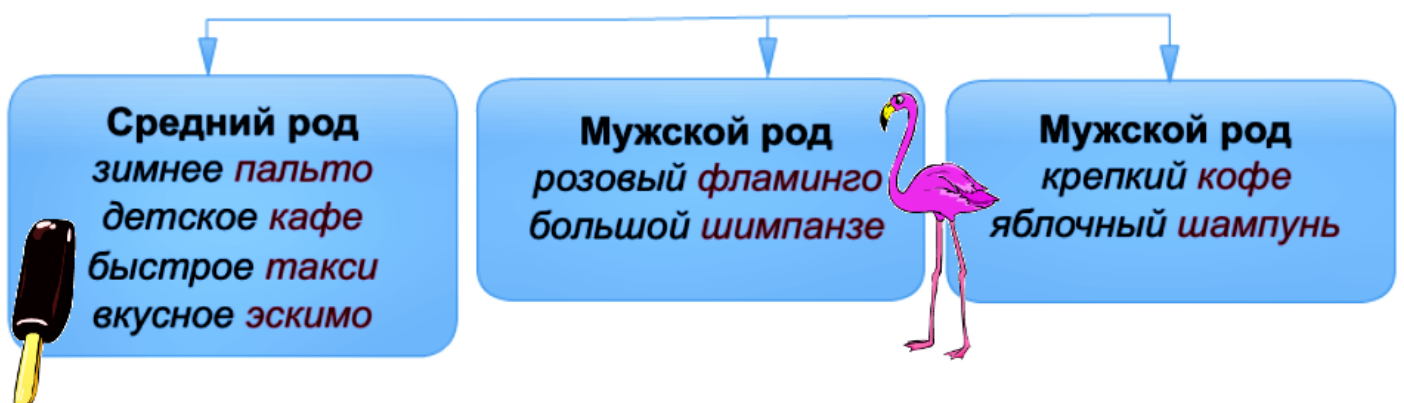 Средний род
зимнее пальто
детское кафе
быстрое такси
вкусное эскимо
Мужской род
розовый фламинго
большой шимпанзе
Мужской род
крепкий кофе
яблочный шампунь